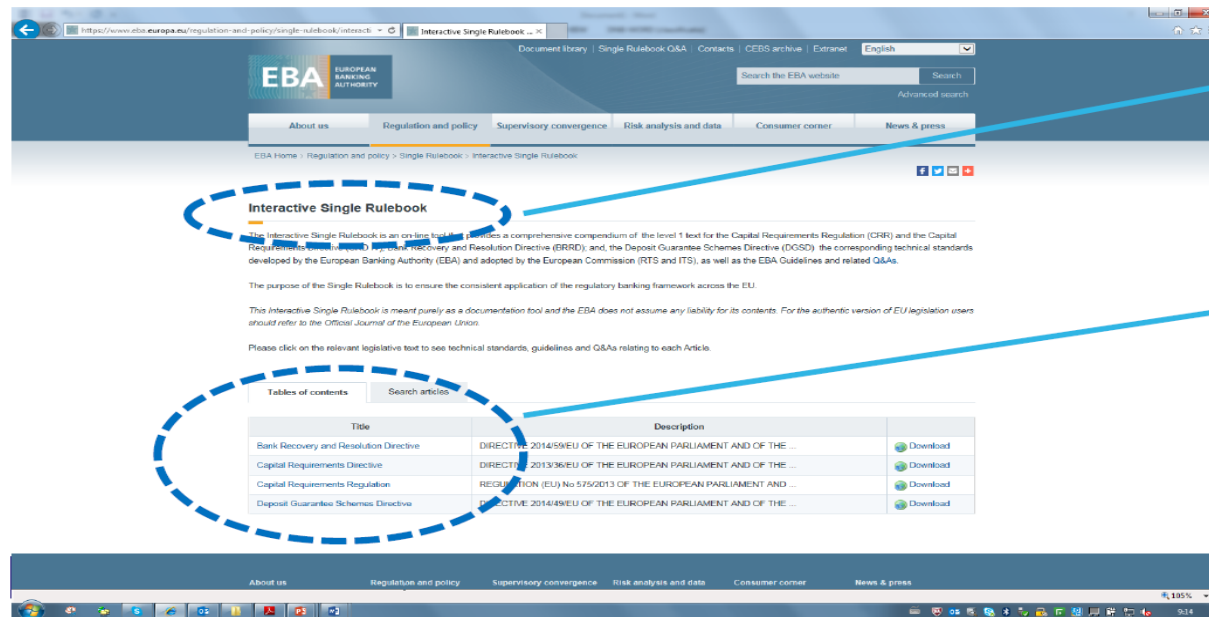 https://www.eba.europa.eu/regulation-and-policy/single-rulebook/interacti
Interactive Single Rulebook ...
Document library | Single Rulebook Q&A | Contacts | CEBS archive | Extranet
English
EBA EUROPEAN BANKING AUTHORITY
Search the EBA website
Search
Advanced search
About us Regulation and policy Supervisory convergence Risk analysis and data Consumer corner News & press
EBA Home > Regulation and policy > Single Rulebook > Interactive Single Rulebook
Interactive Single Rulebook
The Interactive Single Rulebook is an on-line tool that provides a comprehensive compendium of the level 1 text for the Capital Requirements Regulation (CRR) and the Capital
Requirements Directive Bank Recovery and Resolution Directive (BRRD); and, the Deposit Guarantee Schemes Directive (DGSD) the corresponding technical standards
developed by the European Banking Authority (EBA) and adopted by the European Commission (RTS and ITS), as well as the EBA Guidelines and related Q&As.
The purpose of the Single Rulebook is to ensure the consistent application of the regulatory banking framework across the EU.
This Interactive Single Rulebook is meant purely as a documentation tool and the EBA does not assume any liability for its contents. For the authentic version of EU legislation users
should refer to the Official Journal of the European Union.
Please click on the relevant legislative text to see technical standards, guidelines and Q&As relating to each Article.
Tables of contents Search articles
Title Description
Bank Recovery and Resolution Directive DIRECTIVE 2014/59/EU OF THE EUROPEAN PARLIAMENT AND OF THE ... Download
Capital Requirements Directive DIRECTIVE 2013/36/EU OF THE EUROPEAN PARLIAMENT AND OF THE ... Download
Capital Requirements Regulation REGULATION (EU) No 575/2013 OF THE EUROPEAN PARLIAMENT AND ... Download
Deposit Guarantee Schemes Directive DIRECTIVE 2014/49/EU OF THE EUROPEAN PARLIAMENT AND OF THE ... Download
About us Regulation and policy Supervisory convergence Risk analysis and data Consumer corner News & press
105%
9:14